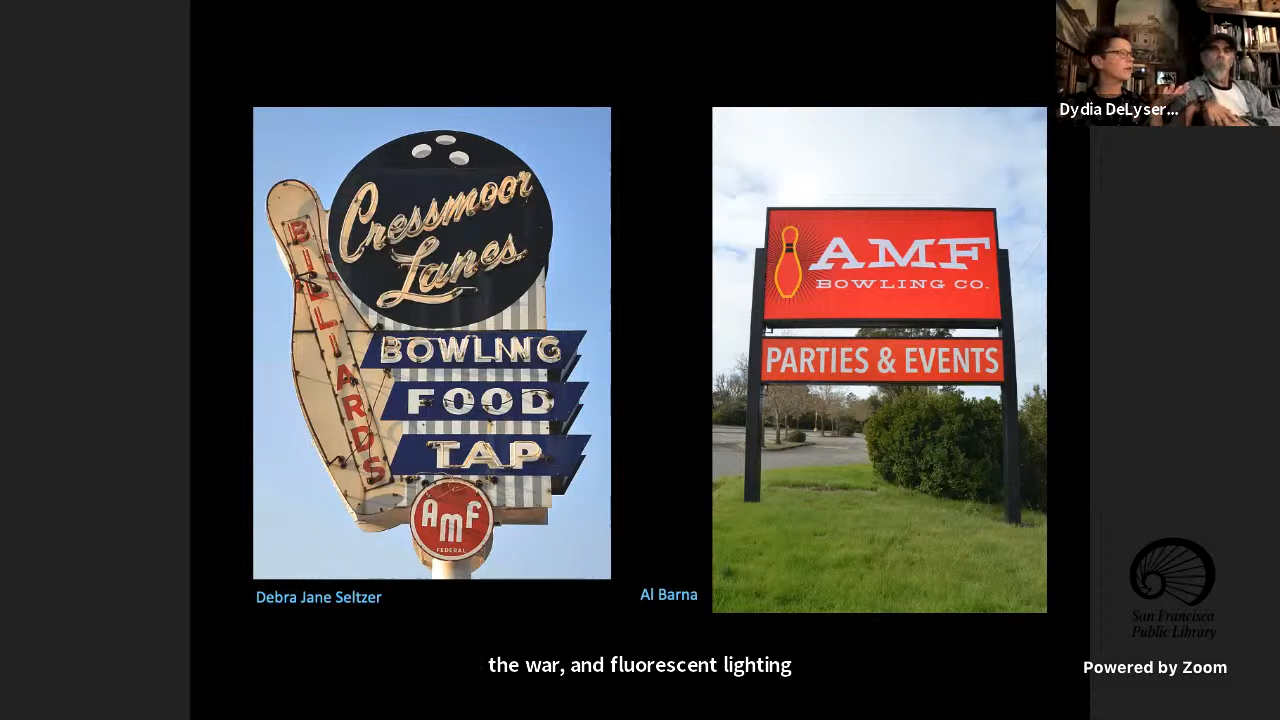 Dydia DeLyser...
Cressmoor
Lanes
BILLIARDS
BOWLING
FOOD
TAP
AMF
FEDERAL
AMF
BOWLING CO.
PARTIES & EVENTS
Debra Jane Seltzer
Al Barna
San Francisco
Public Library
the war, and fluorescent lighting
Powered by Zoom